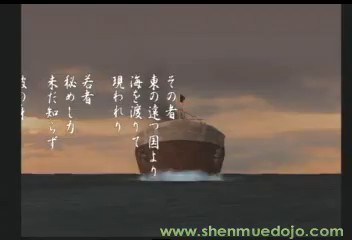 その者
東の遠つ国より
海を渡りて
現われり
若者
秘めし力
未だ知らず
www.shenmuedojo.com